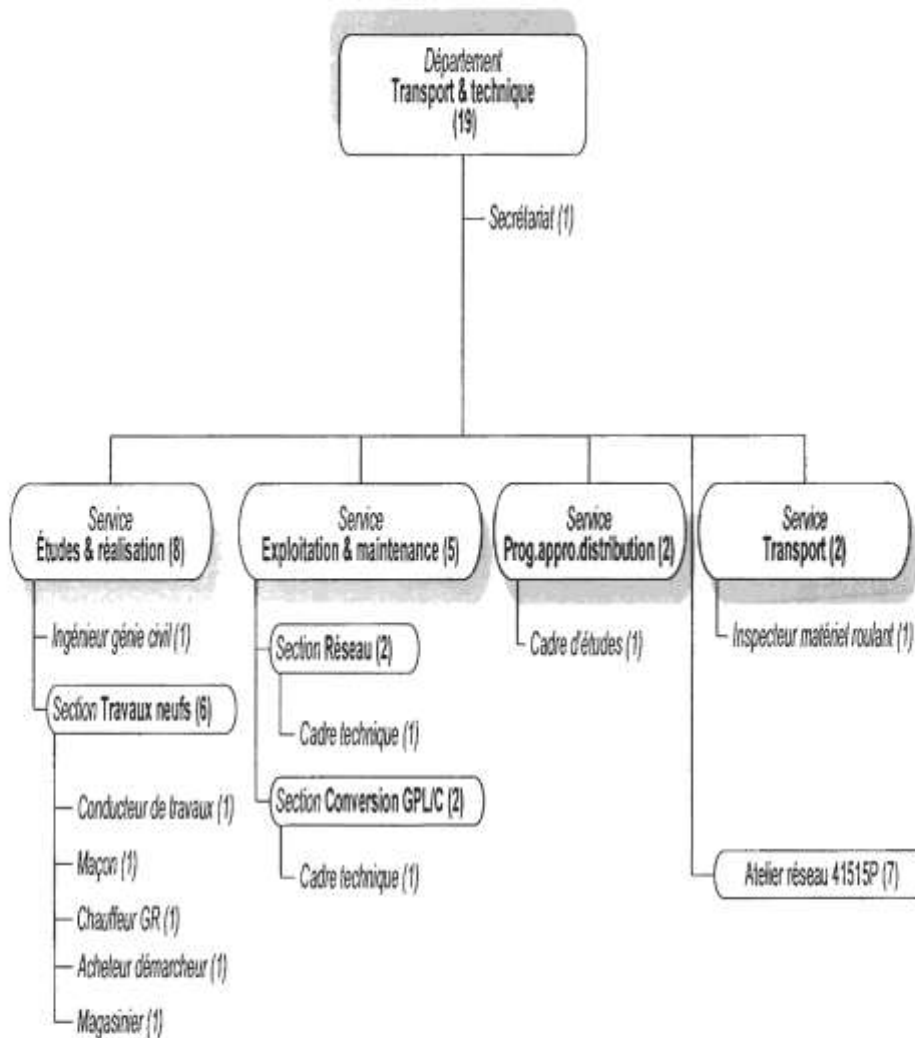 Département
Transport & technique
(19)
Secrétariat (1)
Service
Études & réalisation (8)
Service
Exploitation & maintenance (5)
Service
Prog.appro.distribution (2)
Service
Transport (2)
Ingénieur génie civil (1)
Section Travaux neufs (6)
Conducteur de travaux (1)
Maçon (1)
Chauffeur GR (1)
Acheteur démarcheur (1)
Magasinier (1)
Section Réseau (2)
Cadre technique (1)
Section Conversion GPL/C (2)
Cadre technique (1)
Cadre d'études (1)
Inspecteur matériel roulant (1)
Atelier réseau 41515P (7)